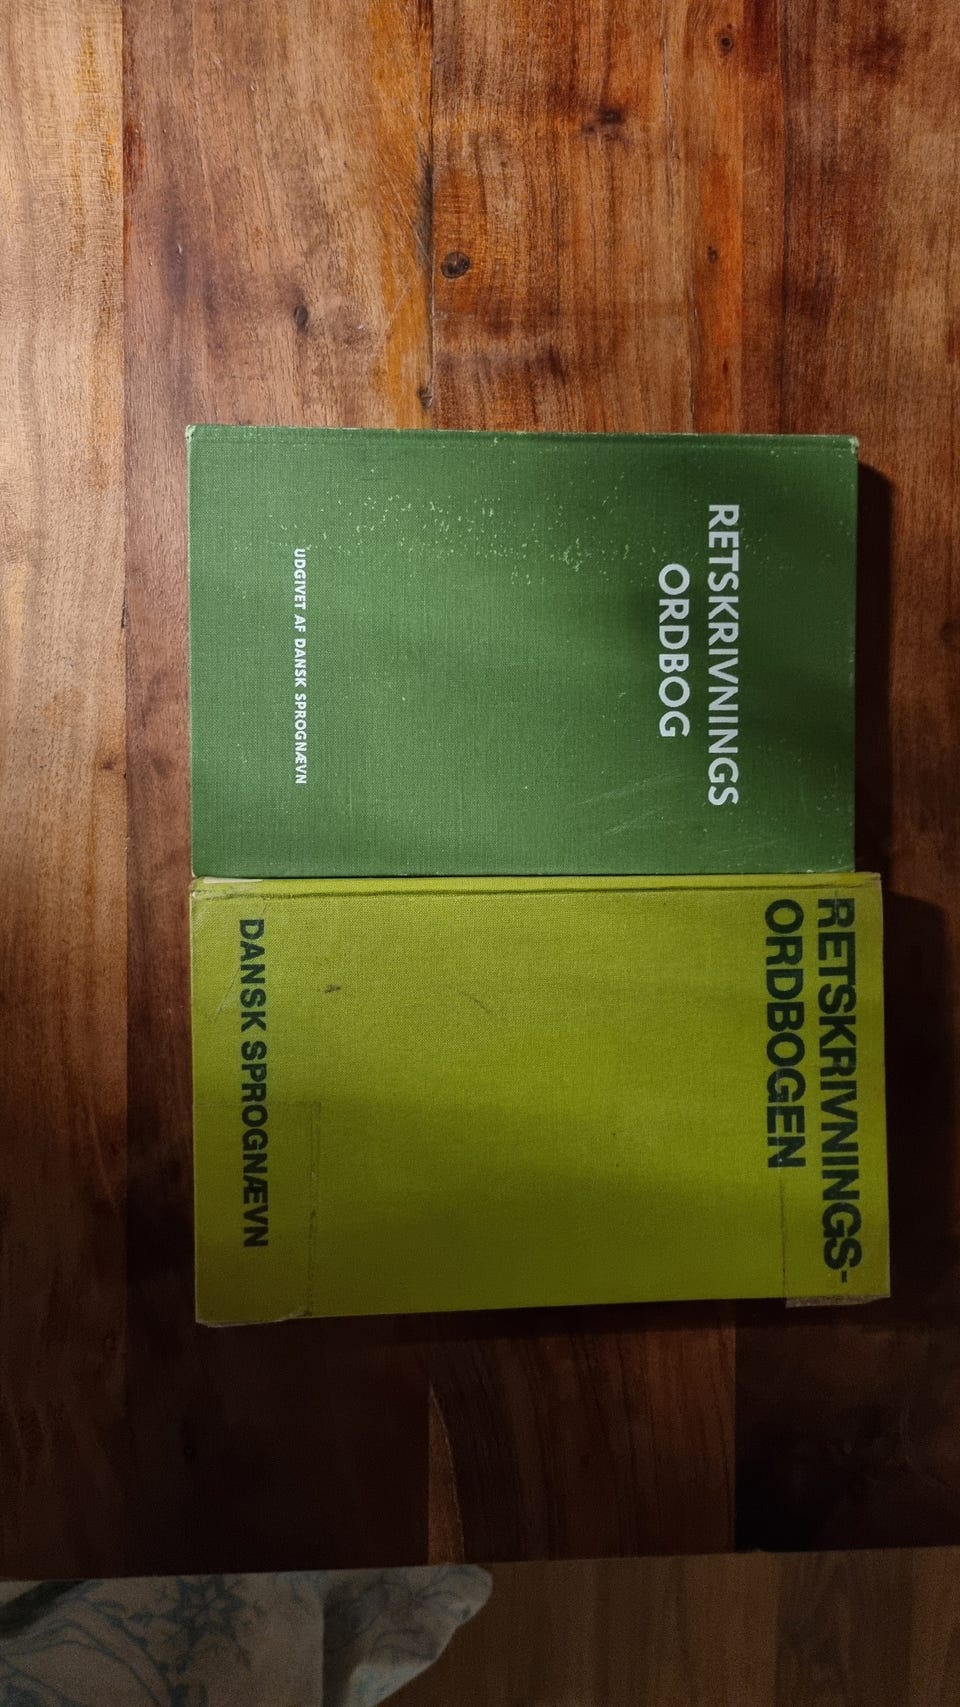 RETSKRIVNINGS
ORDBOG
UDGIVET AF DANSK SPROGNÆVN
RETSKRIVNINGS-
ORDBOGEN
DANSK SPROGNÆVN